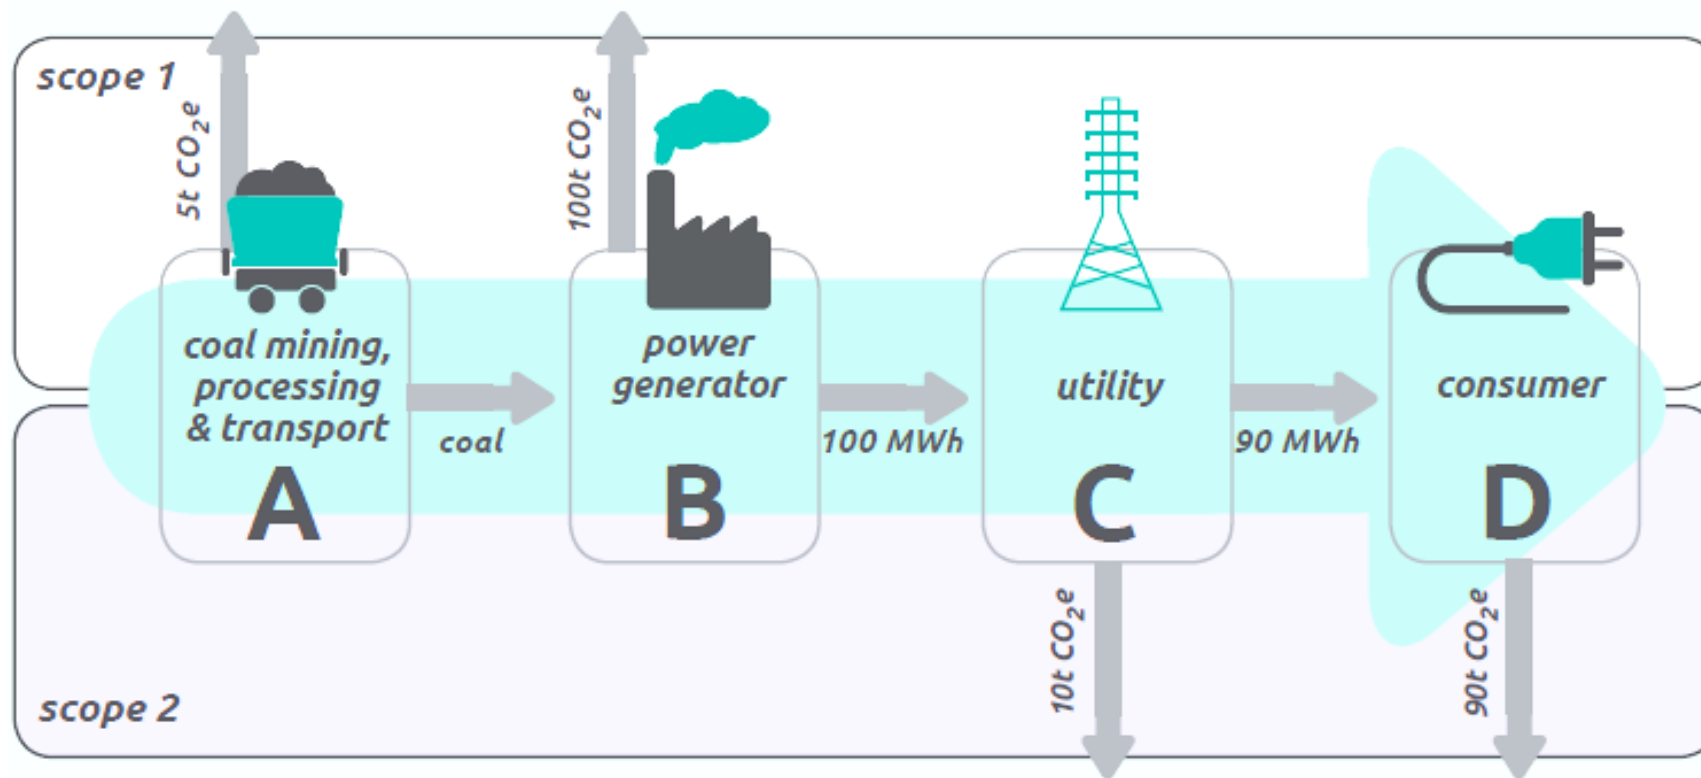 scope 1
5t CO₂e
100t CO₂e
coal mining,
processing
& transport
A
coal
power
generator
B
100 MWh
utility
C
90 MWh
consumer
D
10t CO₂e
90t CO₂e
scope 2